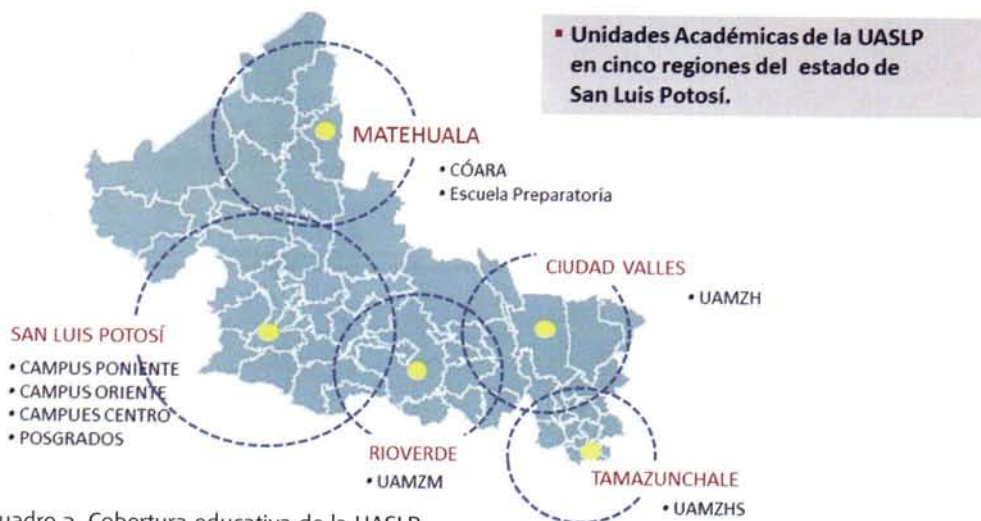 ▪ Unidades Académicas de la UASLP
en cinco regiones del estado de
San Luis Potosí.
MATEHUALA
• CÓARA
• Escuela Preparatoria
CIUDAD VALLES
• UAMZH
SAN LUIS POTOSÍ
• CAMPUS PONIENTE
• CAMPUS ORIENTE
• CAMPUES CENTRO
• POSGRADOS
RIOVERDE
• UAMZM
TAMAZUNCHALE
• UAMZHS
uadro 2. Cobertura educativa de la UASLP